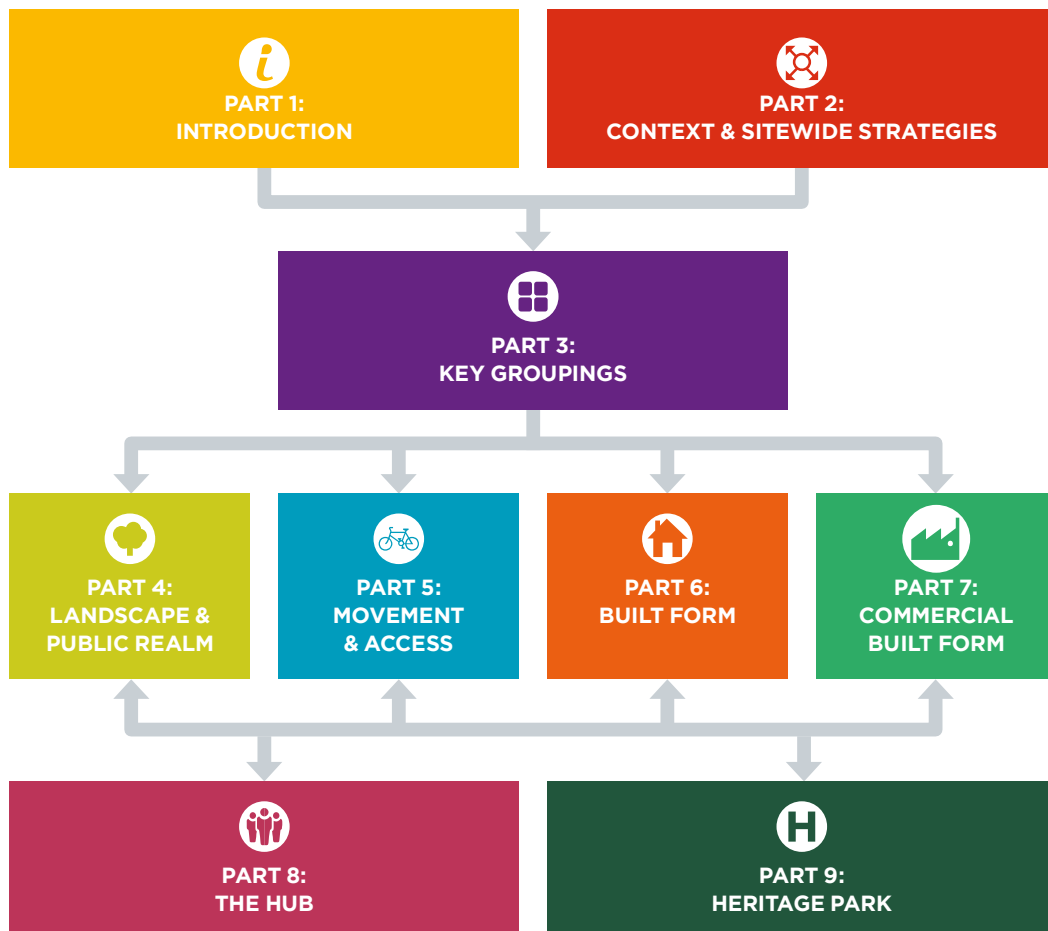 i
PART 1:
INTRODUCTION
PART 2:
CONTEXT & SITEWIDE STRATEGIES
PART 3:
KEY GROUPINGS
PART 4:
LANDSCAPE &
PUBLIC REALM
PART 5:
MOVEMENT
& ACCESS
PART 6:
BUILT FORM
PART 7:
COMMERCIAL
BUILT FORM
PART 8:
THE HUB
H
PART 9:
HERITAGE PARK